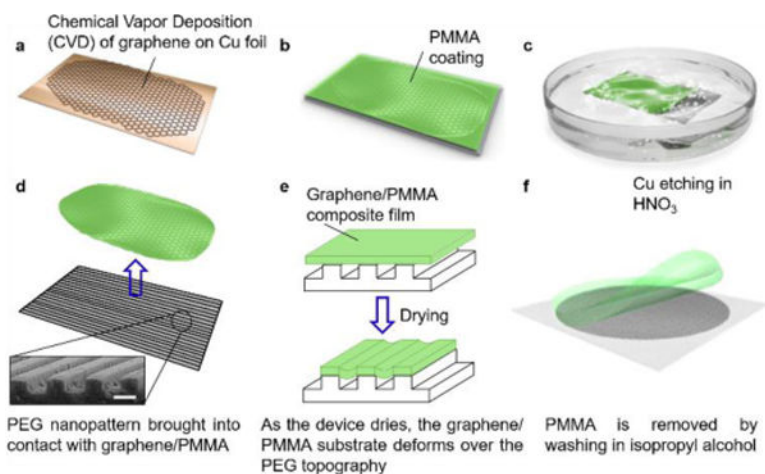 Chemical Vapor Deposition
(CVD) of graphene on Cu foil
a
b
PMMA
coating
c
d
e
Graphene/PMMA
composite film
Drying
Cu etching in
HNO₃
f
PEG nanopattern brought into
contact with graphene/PMMA
As the device dries, the graphene/
PMMA substrate deforms over the
PEG topography
PMMA is removed by
washing in isopropyl alcohol